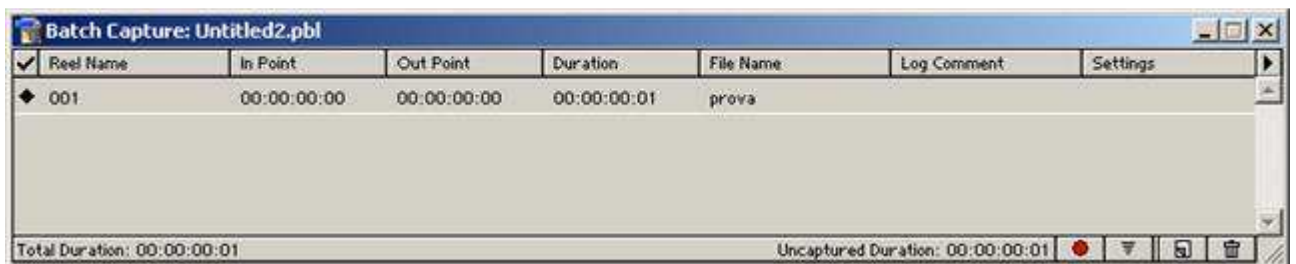 Batch Capture: Untitled2.pbl
Reel Name In Point Out Point Duration File Name Log Comment Settings
001 00:00:00:00 00:00:00:00 00:00:00:01 prova
Total Duration: 00:00:00:01 Uncaptured Duration: 00:00:00:01